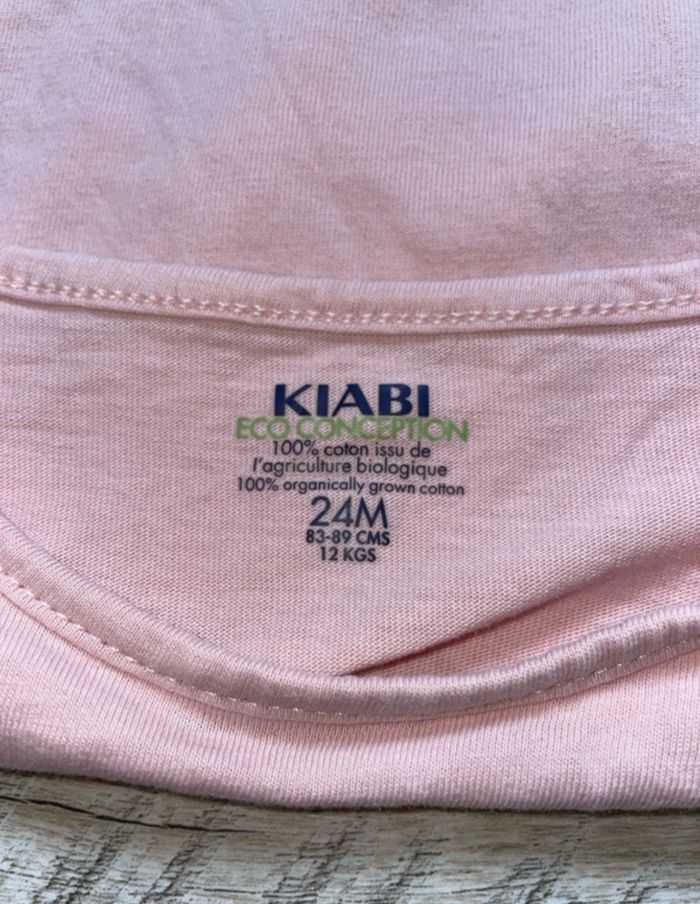 KIABI
ECO CONCEPTION
100% coton issu de
l'agriculture biologique
100% organically grown cotton
24M
83-89 CMS
12 KGS